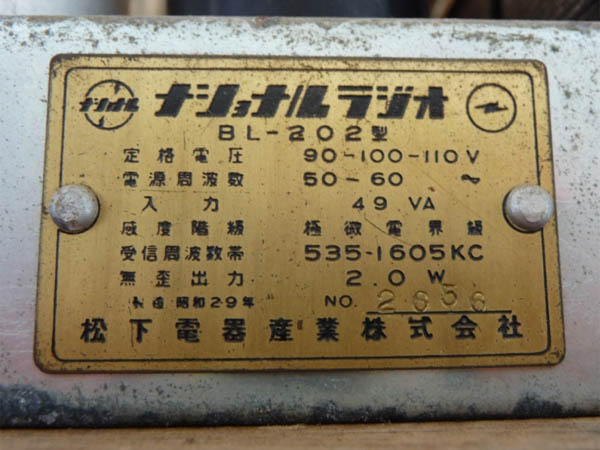 ナショナル ナショナルラジオ
BL-202型
定格電圧 90-100-110V
電源周波数 50-60 ~
入力 49 VA
感度階級 極微電界級
受信周波数帯 535-1605KC
無歪出力 2.0W
製造 昭和29年 NO. 2656
松下電器産業株式会社